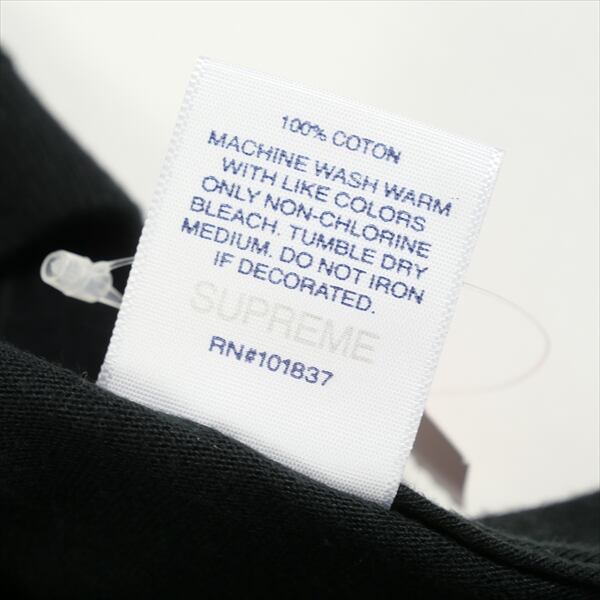 100% COTON
MACHINE WASH WARM
WITH LIKE COLORS
ONLY NON-CHLORINE
BLEACH. TUMBLE DRY
MEDIUM. DO NOT IRON
IF DECORATED.
SUPREME
RN#101837